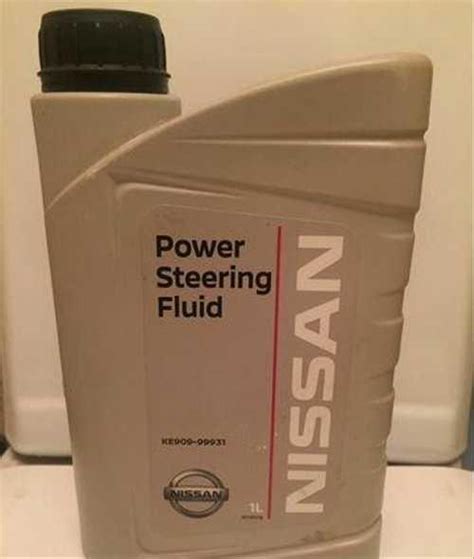 Power
Steering
Fluid
NISSAN
KE909-99931
NISSAN
1L